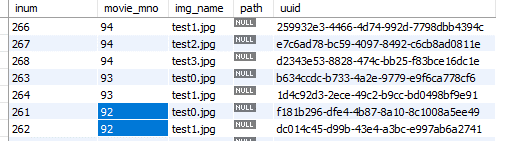 inum movie_mno img_name path uuid
266 94 test1.jpg NULL 259932e3-4466-4d74-992d-7798dbb4394c
267 94 test2.jpg NULL e7c6ad78-bc59-4097-8492-c6cb8ad0811e
268 94 test3.jpg NULL d2343e53-8828-474c-bb25-f83bce16dc1e
263 93 test0.jpg NULL b634ccdc-b733-4a2e-9779-e9f6ca778cf6
264 93 test1.jpg NULL 1d4c92d3-2ece-49c2-b9cc-bd0498bf9e91
261 92 test0.jpg NULL f181b296-dfe4-4b87-8a10-8c1008a5ee49
262 92 test1.jpg NULL dc014c45-d99b-43e4-a3bc-e997ab6a2741